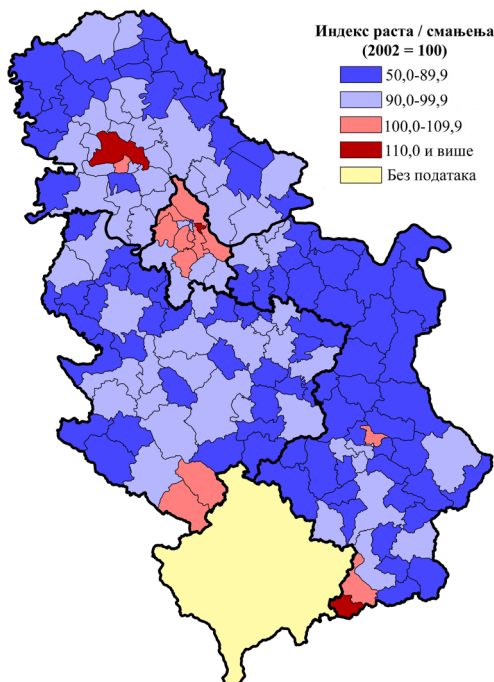 Индекс раста / смањења
(2002 = 100)
50,0-89,9
90,0-99,9
100,0-109,9
110,0 и више
Без података